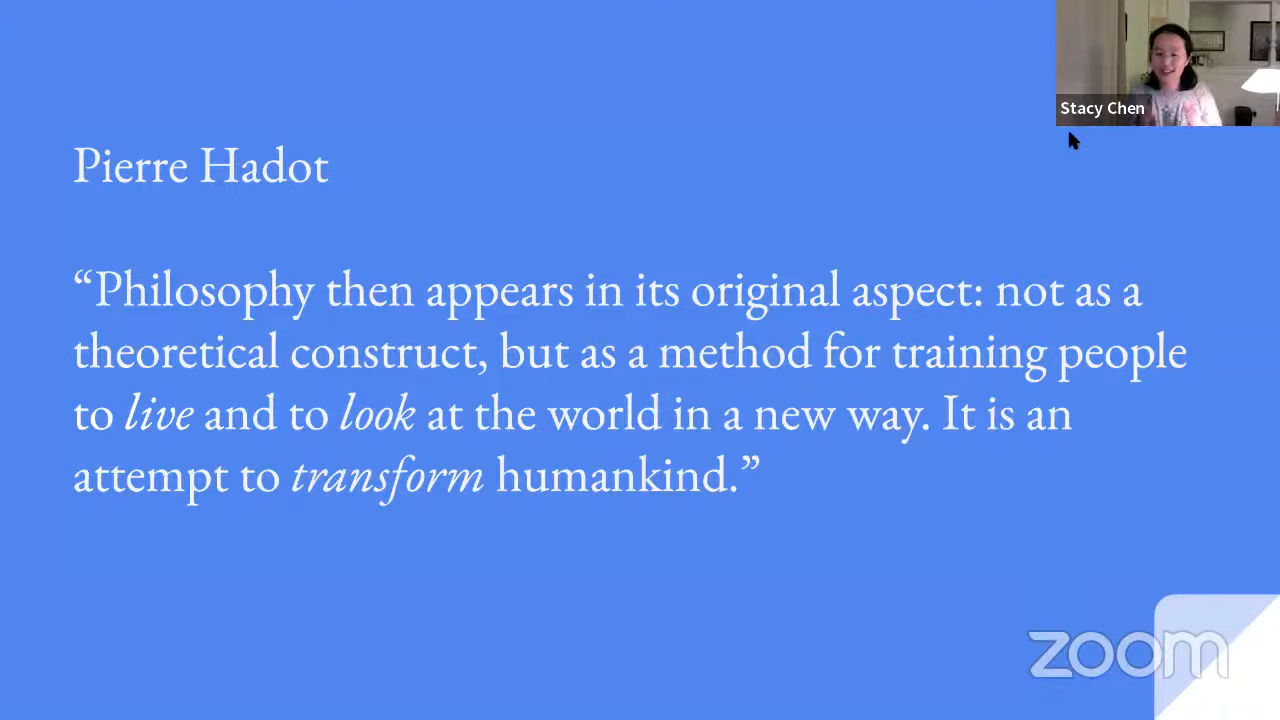 Stacy Chen
Pierre Hadot
“Philosophy then appears in its original aspect: not as a
theoretical construct, but as a method for training people
to live and to look at the world in a new way. It is an
attempt to transform humankind.”
zoom